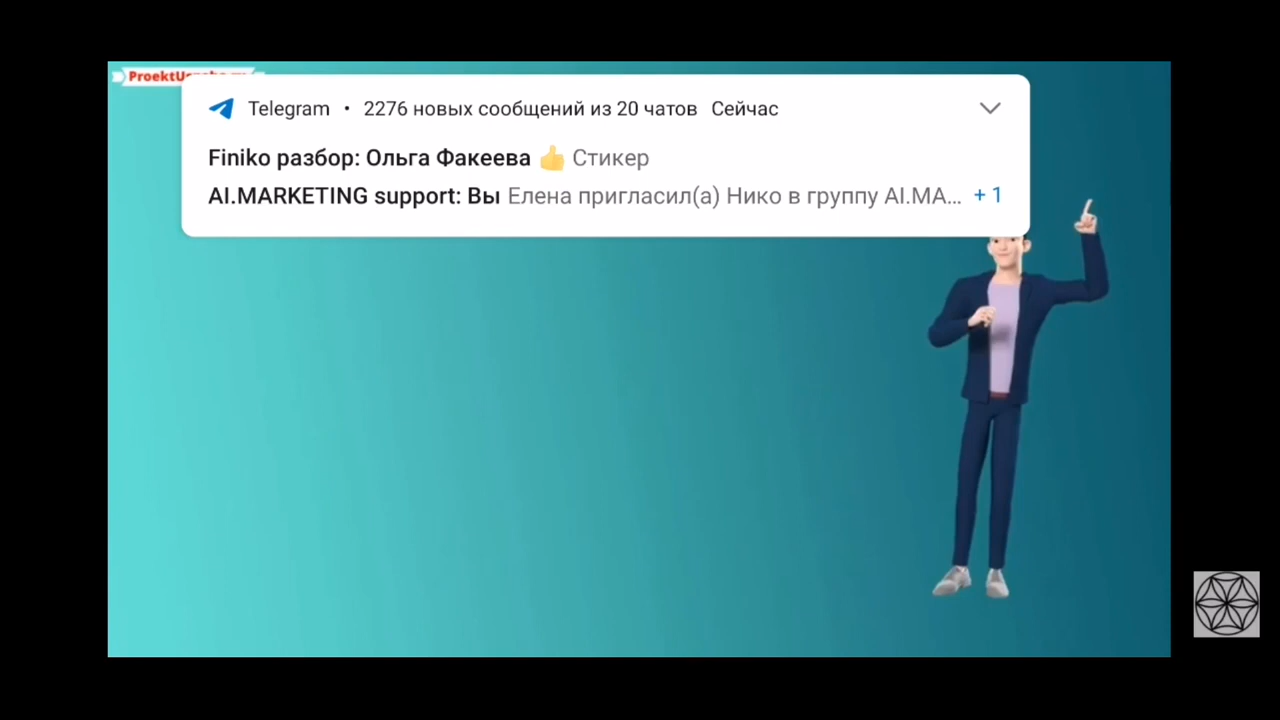 Telegram • 2276 новых сообщений из 20 чатов Сейчас
Finiko разбор: Ольга Факеева 👍 Стикер
AI.MARKETING support: Вы Елена пригласил(а) Нико в группу AI.MA... + 1